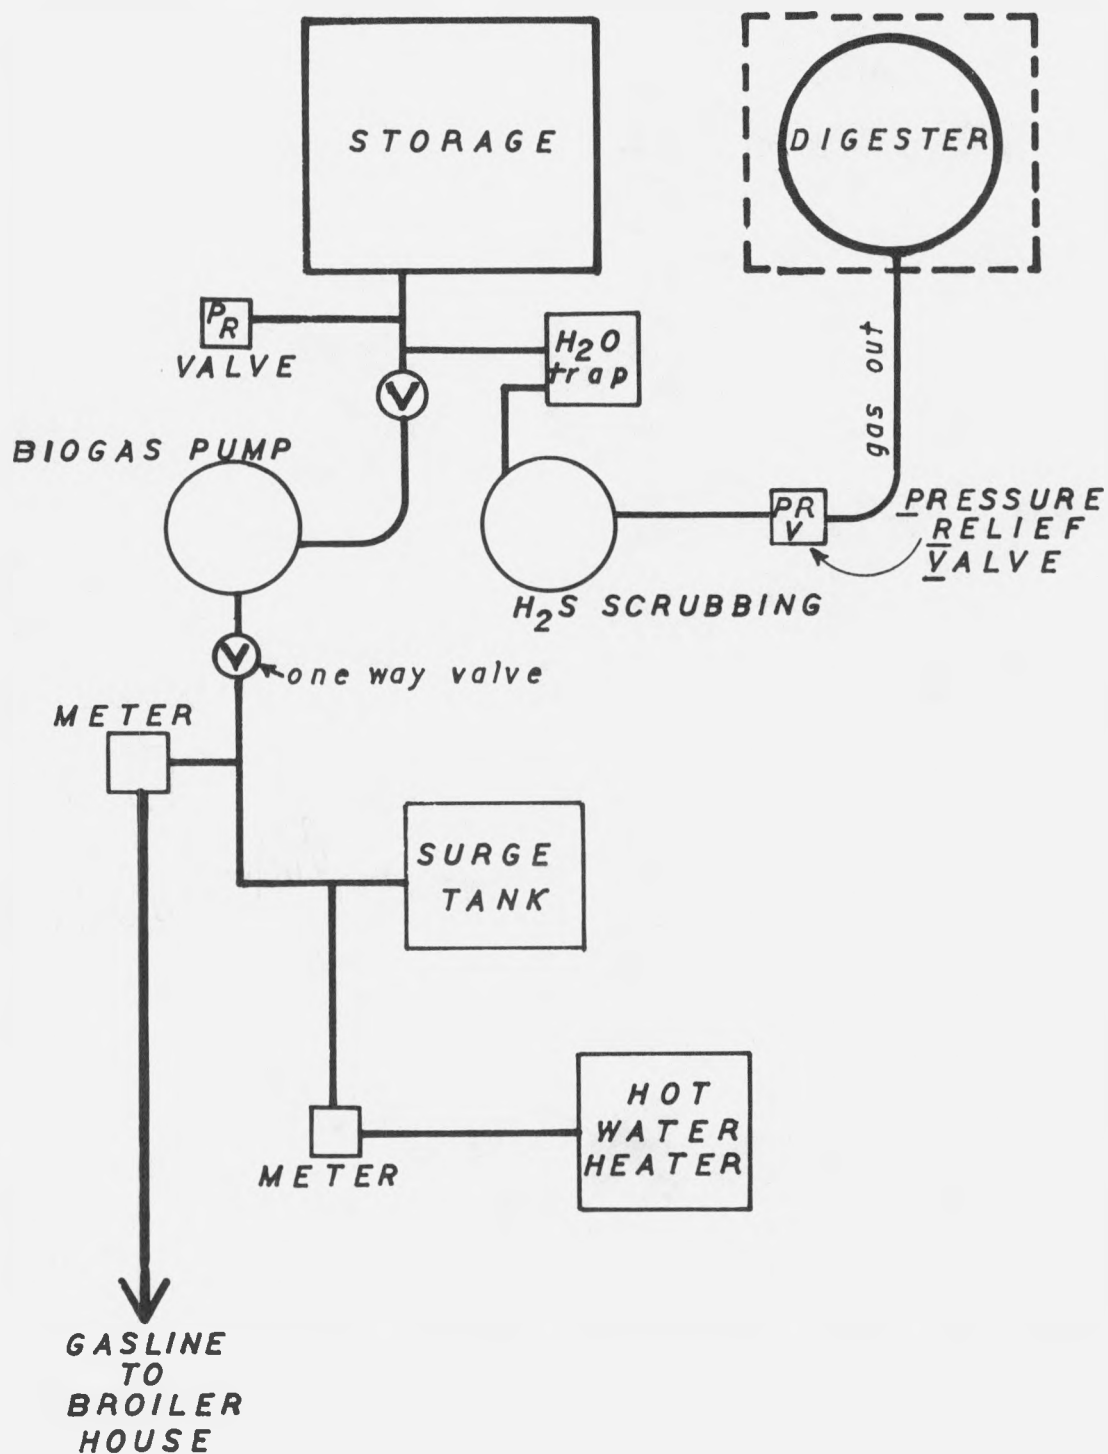 STORAGE
DIGESTER
PR
VALVE
H2O
trap
gas out
V
BIOGAS PUMP
PR
V
PRESSURE
RELIEF
VALVE
H2S SCRUBBING
V
one way valve
METER
SURGE
TANK
HOT
WATER
HEATER
METER
GASLINE
TO
BROILER
HOUSE